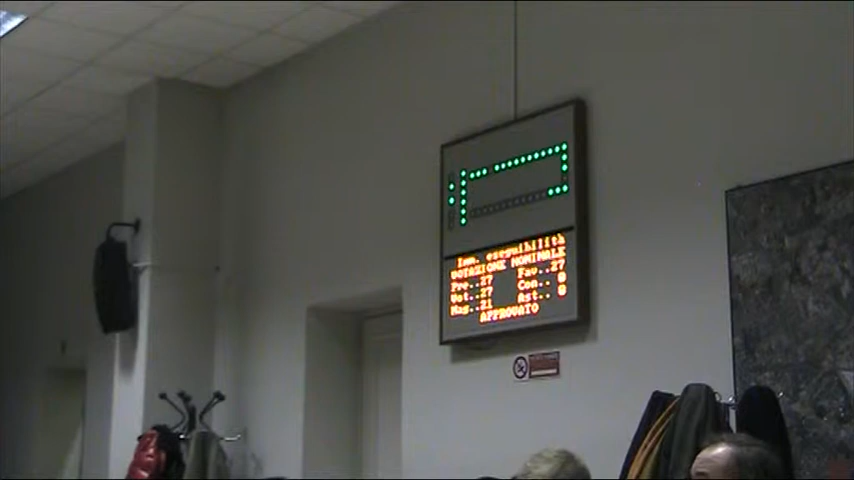 Imm. eseguibilità
VOTAZIONE NOMINALE
Pre.:27 Fav.:27
Vot.:27 Con.: 0
Mag.:21 Ast.: 0
APPROVATO